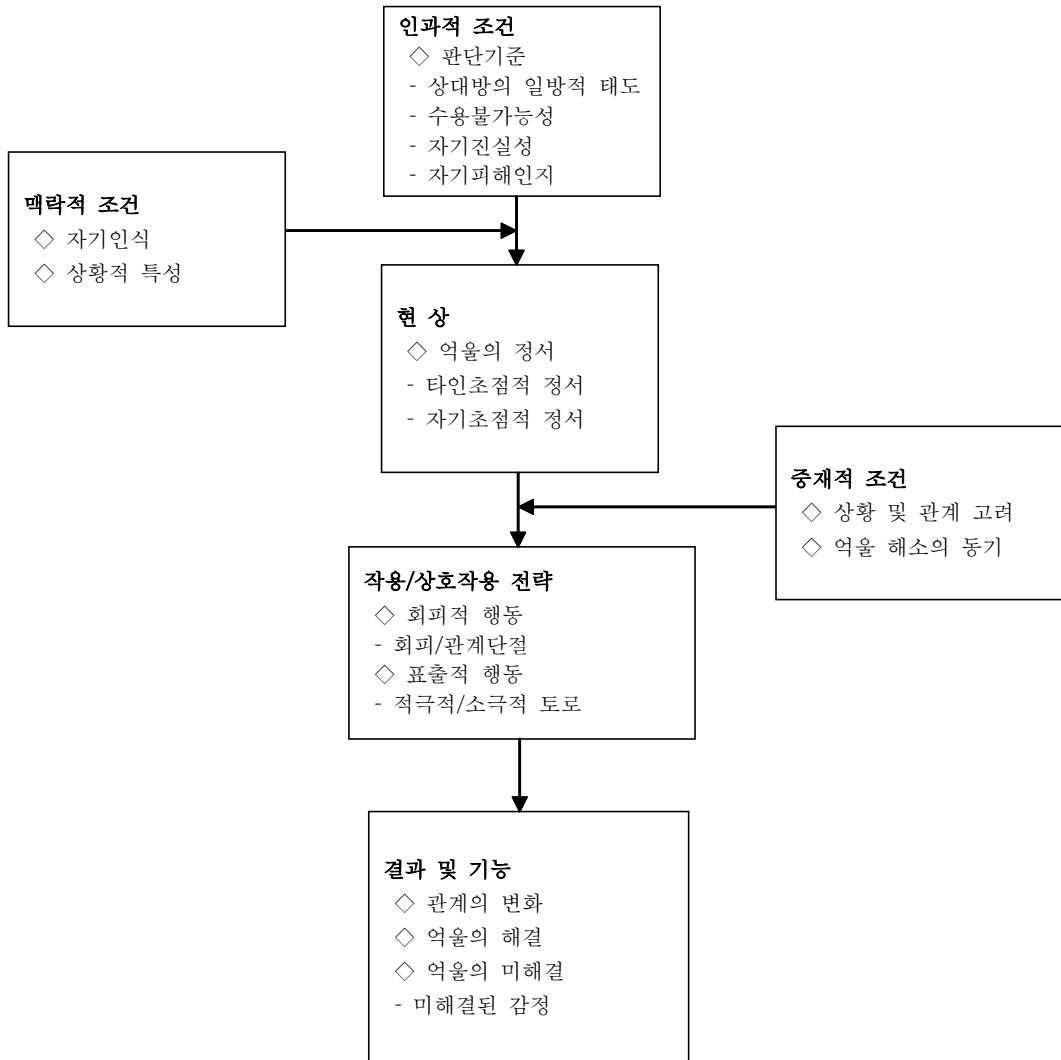 인과적 조건
◇ 판단기준
- 상대방의 일방적 태도
- 수용불가능성
- 자기진실성
- 자기피해인지
맥락적 조건
◇ 자기인식
◇ 상황적 특성
현 상
◇ 억울의 정서
- 타인초점적 정서
- 자기초점적 정서
중재적 조건
◇ 상황 및 관계 고려
◇ 억울 해소의 동기
작용/상호작용 전략
◇ 회피적 행동
- 회피/관계단절
◇ 표출적 행동
- 적극적/소극적 토로
결과 및 기능
◇ 관계의 변화
◇ 억울의 해결
◇ 억울의 미해결
- 미해결된 감정